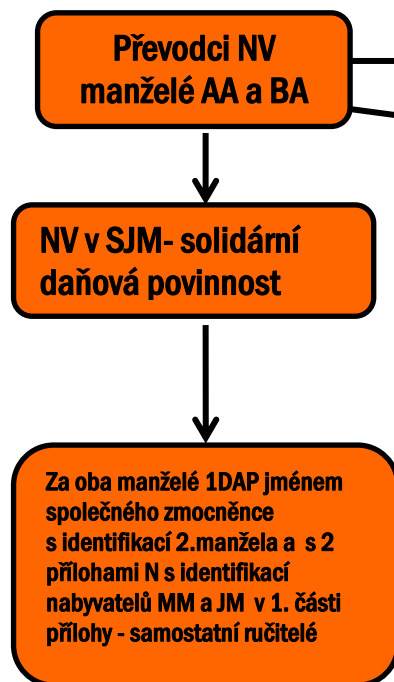 Převodci NV
manželé AA a BA
NV v SJM- solidární
daňová povinnost
Za oba manželé 1DAP jménem
společného zmocněnce
s identifikací 2.manžela a  s 2
přílohami N s identifikací
nabyvatelů MM a JM  v 1. části
přílohy - samostatní ručitelé